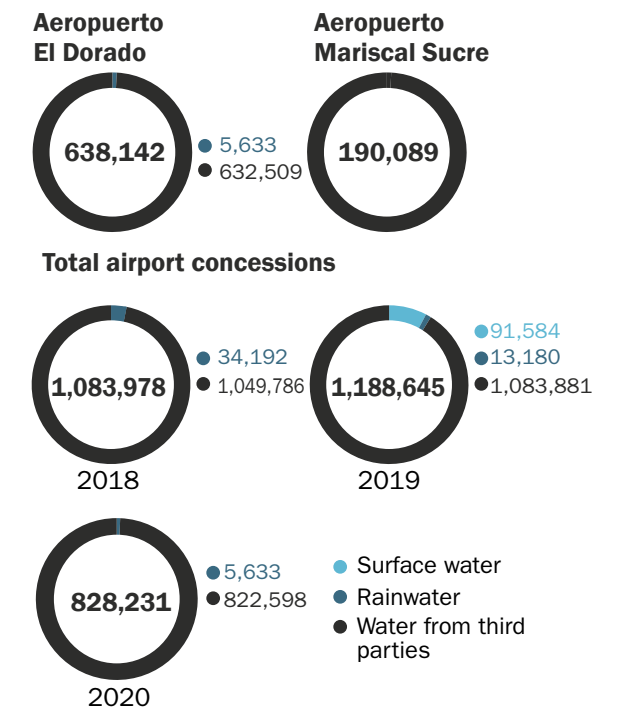 Aeropuerto
El Dorado
Aeropuerto
Mariscal Sucre
638,142
5,633
632,509
190,089
Total airport concessions
1,083,978
34,192
1,049,786
2018
1,188,645
91,584
13,180
1,083,881
2019
828,231
5,633
822,598
2020
Surface water
Rainwater
Water from third
parties